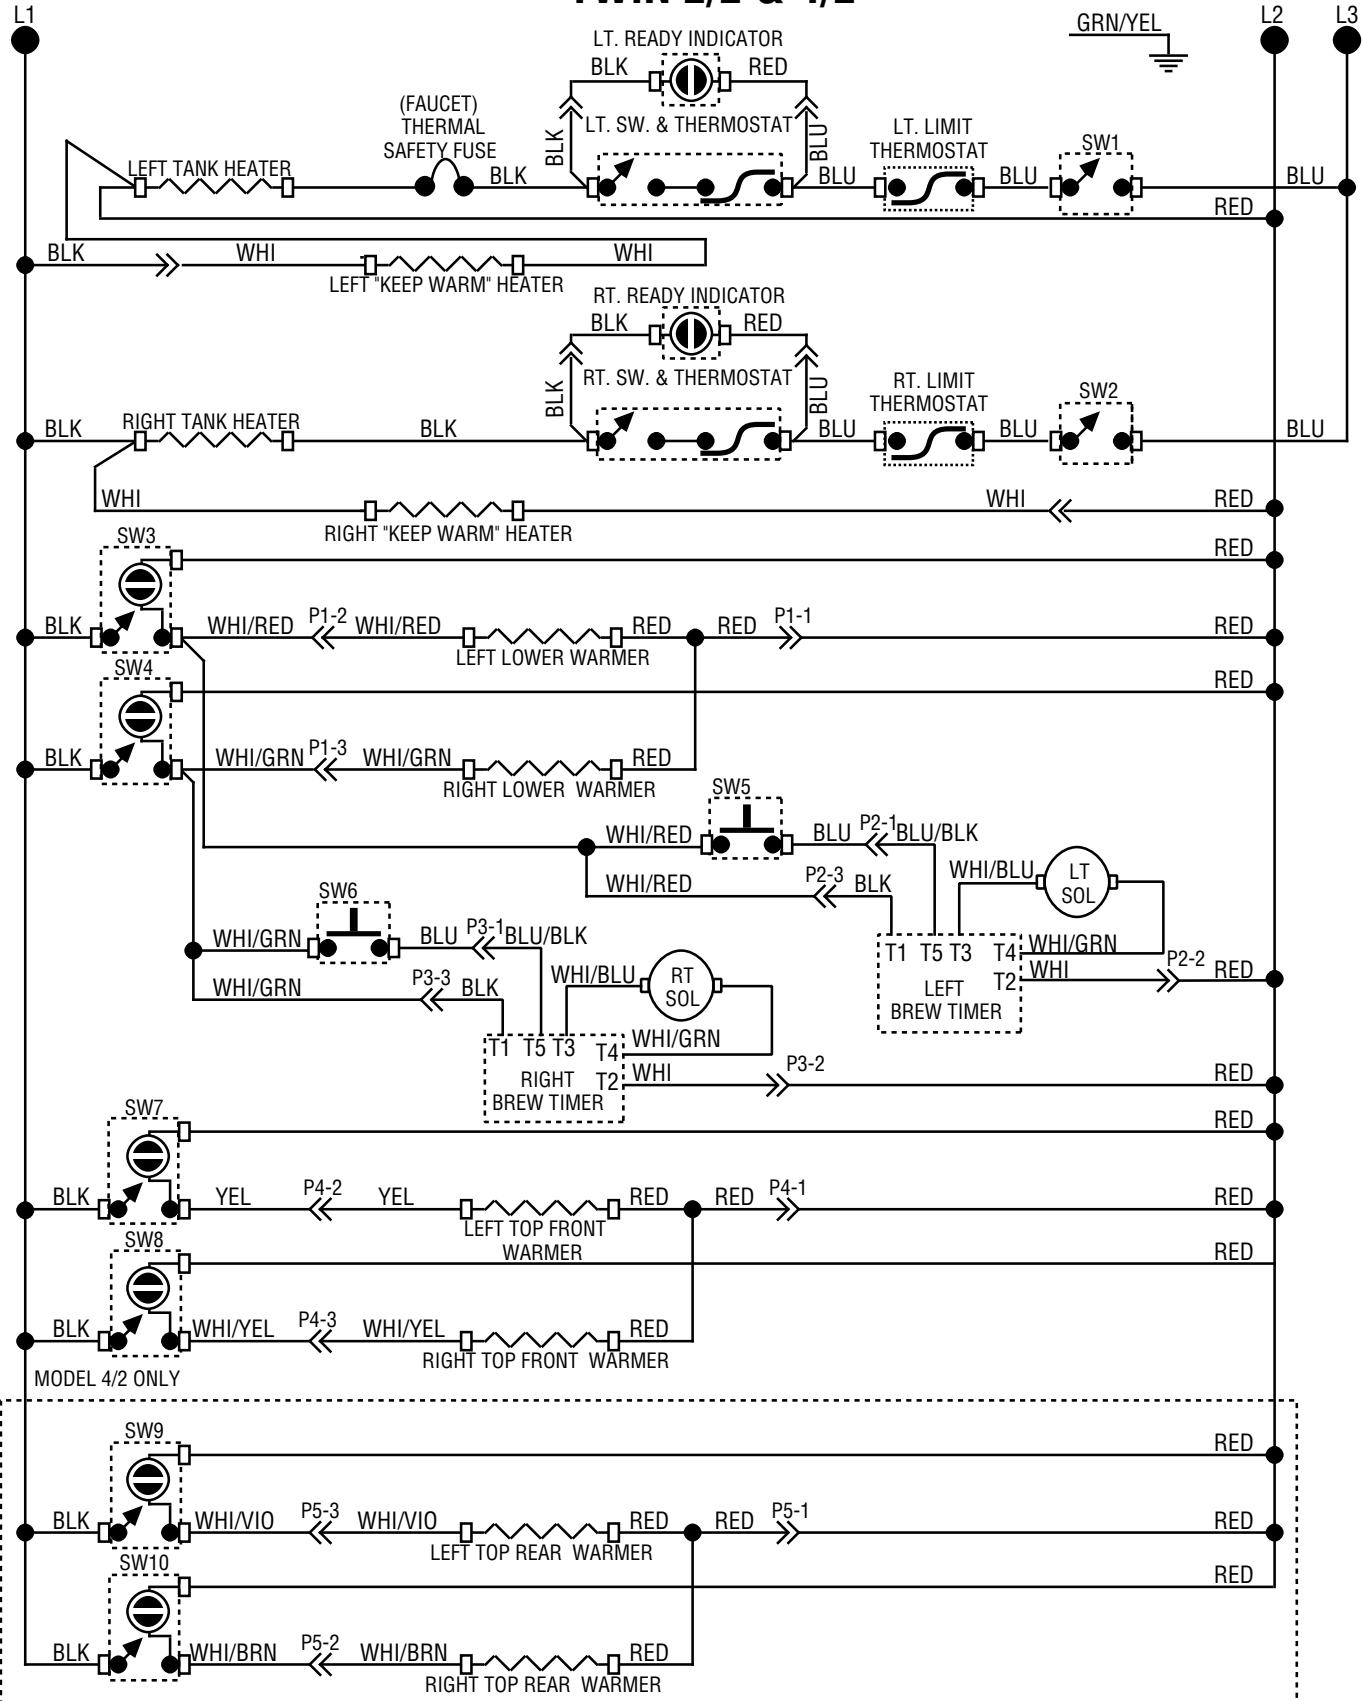 TWIN 2/2 & 4/2
L1
GRN/YEL
L2
L3
LT. READY INDICATOR
BLK
RED
(FAUCET)
THERMAL
SAFETY FUSE
BLK
LT. SW. & THERMOSTAT
BLU
LT. LIMIT
THERMOSTAT
SW1
LEFT TANK HEATER
BLK
BLU
BLU
BLU
RED
BLK
WHI
WHI
LEFT "KEEP WARM" HEATER
RT. READY INDICATOR
BLK
RED
BLK
RT. SW. & THERMOSTAT
BLU
RT. LIMIT
THERMOSTAT
SW2
BLK
RIGHT TANK HEATER
BLK
BLU
BLU
BLU
WHI
WHI
RED
RIGHT "KEEP WARM" HEATER
SW3
RED
BLK
WHI/RED
P1-2
WHI/RED
RED
RED
P1-1
RED
LEFT LOWER WARMER
SW4
RED
BLK
WHI/GRN
P1-3
WHI/GRN
RED
RIGHT LOWER WARMER
SW5
WHI/RED
BLU
P2-1
BLU/BLK
WHI/RED
P2-3
BLK
WHI/BLU
LT
SOL
SW6
WHI/GRN
BLU
P3-1
BLU/BLK
T1 T5 T3 T4
WHI/GRN
T2
WHI
P2-2
RED
LEFT
BREW TIMER
WHI/GRN
P3-3
BLK
WHI/BLU
RT
SOL
T1 T5 T3 T4
WHI/GRN
T2
WHI
P3-2
RED
RIGHT
BREW TIMER
SW7
RED
BLK
YEL
P4-2
YEL
RED
RED
P4-1
RED
LEFT TOP FRONT
WARMER
SW8
RED
BLK
WHI/YEL
P4-3
WHI/YEL
RED
RIGHT TOP FRONT WARMER
MODEL 4/2 ONLY
SW9
RED
BLK
WHI/VIO
P5-3
WHI/VIO
RED
RED
P5-1
RED
LEFT TOP REAR WARMER
SW10
RED
BLK
WHI/BRN
P5-2
WHI/BRN
RED
RIGHT TOP REAR WARMER